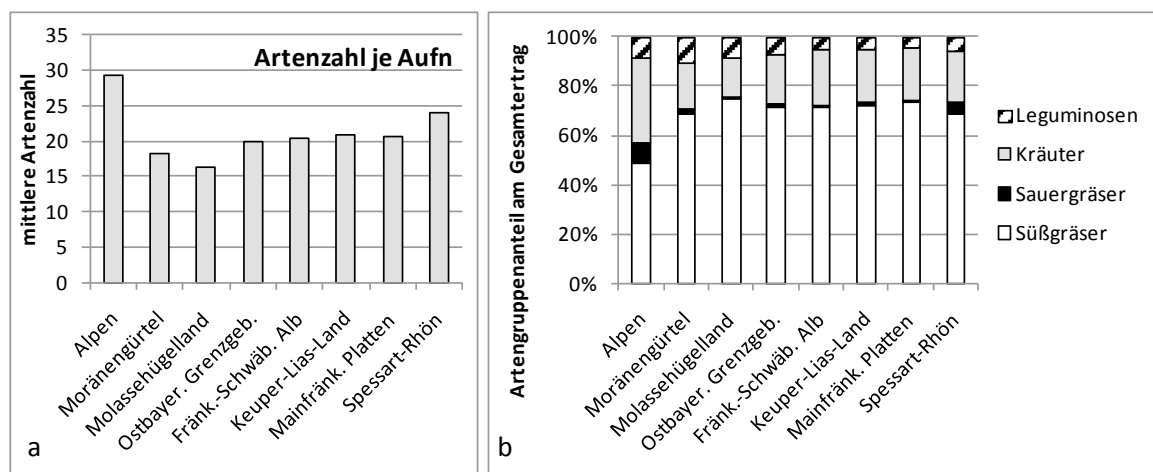 Artenzahl je Aufn
mittlere Artenzahl
35
30
25
20
15
10
5
0
Alpen
Moränengürtel
Molassehügelland
Ostbayer. Grenzgeb.
Fränk.-Schwäb. Alb
Keuper-Lias-Land
Mainfränk. Platten
Spessart-Rhön
a
Artengruppenanteil am Gesamtertrag
100%
80%
60%
40%
20%
0%
Alpen
Moränengürtel
Molassehügelland
Ostbayer. Grenzgeb.
Fränk.-Schwäb. Alb
Keuper-Lias-Land
Mainfränk. Platten
Spessart-Rhön
Leguminosen
Kräuter
Sauergräser
Süßgräser
b